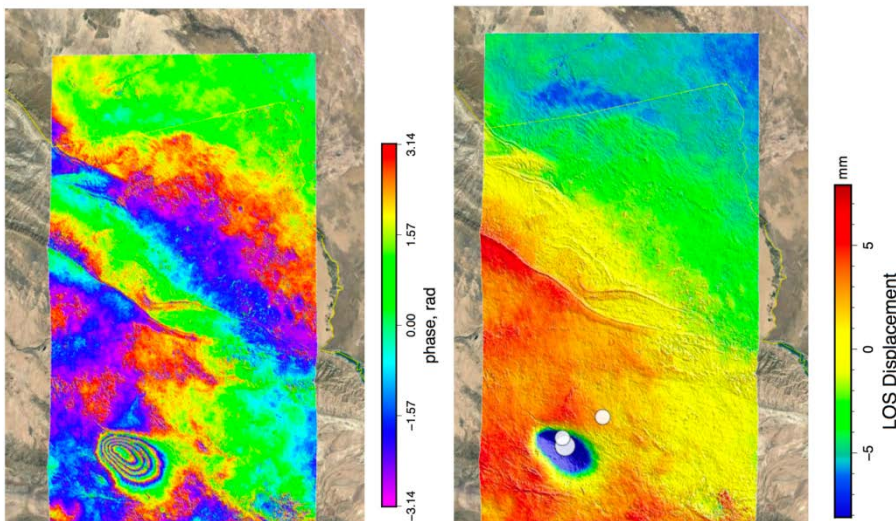 3.14
1.57
0.00
−1.57
−3.14
phase, rad
mm
5
0
−5
LOS Displacement